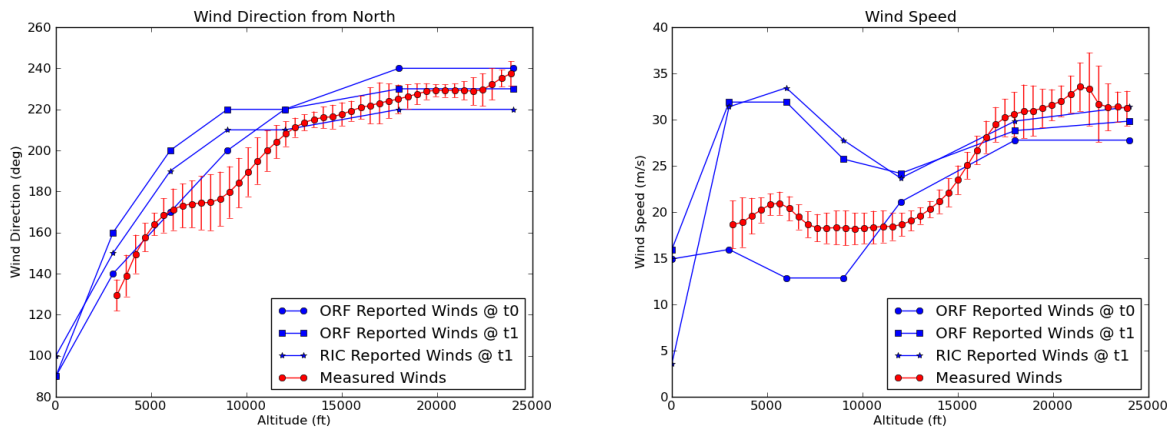 Wind Direction from North
260
240
220
200
180
160
140
120
100
80
Wind Direction (deg)
0
5000
10000
15000
20000
25000
Altitude (ft)
ORF Reported Winds @ t0
ORF Reported Winds @ t1
RIC Reported Winds @ t1
Measured Winds
Wind Speed
40
35
30
25
20
15
10
5
0
Wind Speed (m/s)
0
5000
10000
15000
20000
25000
Altitude (ft)
ORF Reported Winds @ t0
ORF Reported Winds @ t1
RIC Reported Winds @ t1
Measured Winds